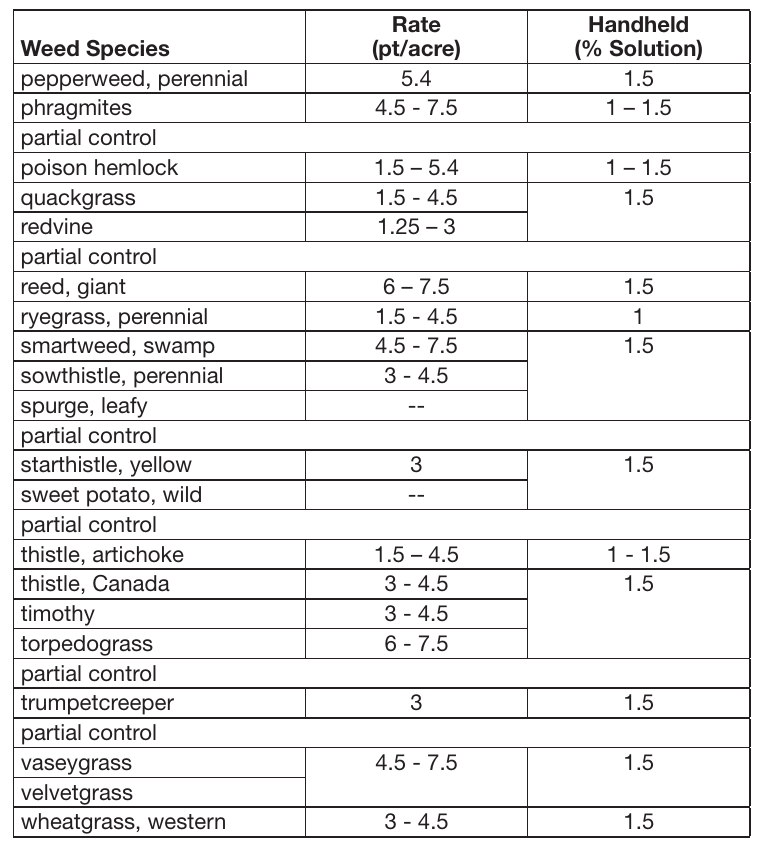 Weed Species Rate (pt/acre) Handheld (% Solution)
pepperweed, perennial 5.4 1.5
phragmites 4.5 - 7.5 1 – 1.5
partial control
poison hemlock 1.5 – 5.4 1 – 1.5
quackgrass 1.5 - 4.5 1.5
redvine 1.25 – 3
partial control
reed, giant 6 – 7.5 1.5
ryegrass, perennial 1.5 - 4.5 1
smartweed, swamp 4.5 - 7.5 1.5
sowthistle, perennial 3 - 4.5
spurge, leafy --
partial control
starthistle, yellow 3 1.5
sweet potato, wild --
partial control
thistle, artichoke 1.5 – 4.5 1 - 1.5
thistle, Canada 3 - 4.5 1.5
timothy 3 - 4.5
torpedograss 6 - 7.5
partial control
trumpetcreeper 3 1.5
partial control
vaseygrass 4.5 - 7.5 1.5
velvetgrass
wheatgrass, western 3 - 4.5 1.5